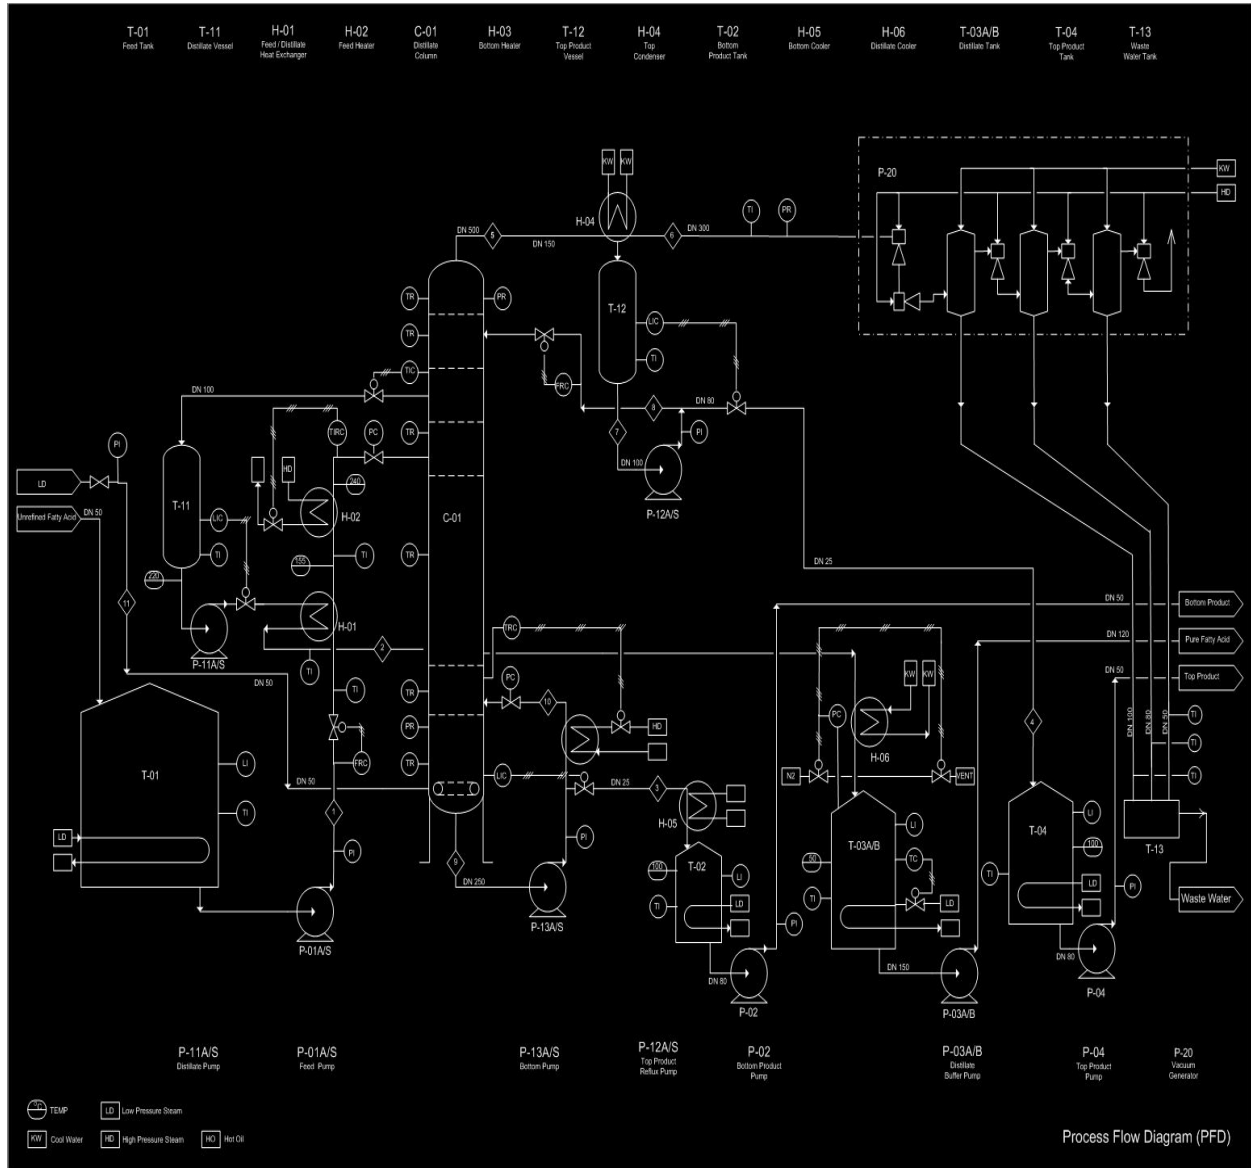 T-01
Feed Tank
T-11
Distillate Vessel
H-01
Feed / Distillate
Heat Exchanger
H-02
Feed Heater
C-01
Distillate
Column
H-03
Bottom Heater
T-12
Top Product
Vessel
H-04
Top
Condenser
T-02
Bottom
Product Tank
H-05
Bottom Cooler
H-06
Distillate Cooler
T-03A/B
Distillate Tank
T-04
Top Product
Tank
T-13
Waste
Water Tank
KW
KW
H-04
DN 500
5
DN 150
6
DN 300
TI
PR
P-20
KW
HD
TR
PR
TR
TIC
TR
T-12
LIC
TI
FRC
8
DN 80
7
DN 100
PI
P-12A/S
DN 100
TIRC
PC
PI
LD
Unrefined Fatty Acid
DN 50
T-11
LIC
TI
220
P-11A/S
HD
240
H-02
155
TI
H-01
TI
2
TI
C-01
TR
11
DN 50
DN 50
TRC
PC
10
HD
TR
PR
TR
LIC
DN 25
3
H-05
FRC
1
PI
T-01
LI
TI
LD
P-01A/S
9
DN 250
PI
P-13A/S
T-02
100
LI
TI
LD
DN 80
PI
P-02
DN 25
DN 50
Bottom Product
DN 120
Pure Fatty Acid
DN 50
Top Product
KW
KW
PC
H-06
N2
VENT
T-03A/B
LI
50
TC
TI
LD
DN 150
P-03A/B
4
T-04
LI
100
TI
LD
PI
DN 80
P-04
DN 100
DN 80
DN 50
TI
TI
TI
T-13
Waste Water
P-11A/S
Distillate Pump
P-01A/S
Feed Pump
P-13A/S
Bottom Pump
P-12A/S
Top Product
Reflux Pump
P-02
Bottom Product
Pump
P-03A/B
Distillate
Buffer Pump
P-04
Top Product
Pump
P-20
Vacuum
Generator
°C
TEMP
LD
Low Pressure Steam
KW
Cool Water
HD
High Pressure Steam
HO
Hot Oil
Process Flow Diagram (PFD)